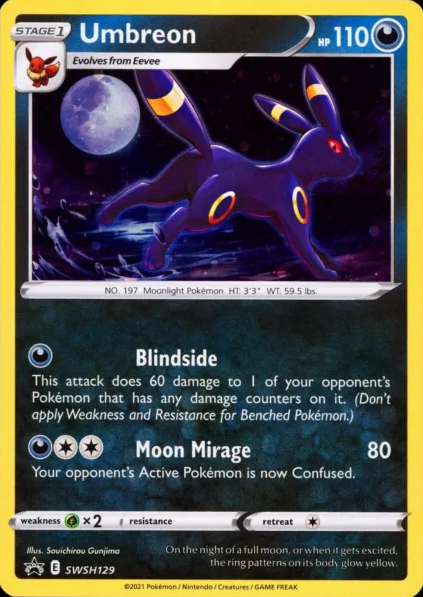 STAGE 1
Umbreon
HP 110
Evolves from Eevee
NO. 197 Moonlight Pokémon HT: 3'3" WT: 59.5 lbs.
Blindside
This attack does 60 damage to 1 of your opponent's
Pokémon that has any damage counters on it. (Don't
apply Weakness and Resistance for Benched Pokémon.)
Moon Mirage 80
Your opponent's Active Pokémon is now Confused.
weakness ×2 resistance retreat
Illus. Souichirou Gunjima
On the night of a full moon, or when it gets excited,
the ring patterns on its body glow yellow.
E SWSH129
©2021 Pokémon / Nintendo / Creatures / GAME FREAK